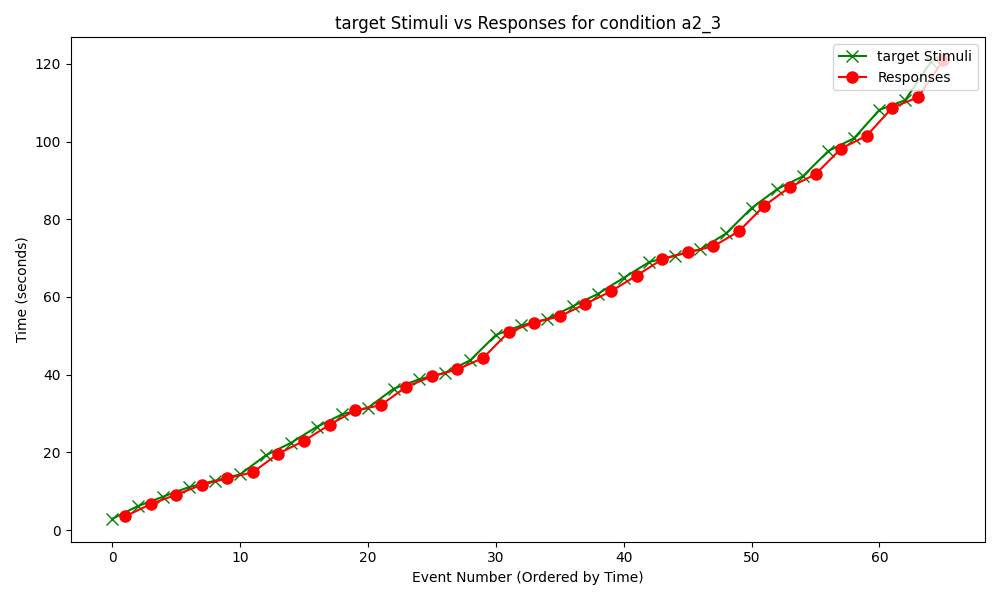 target Stimuli vs Responses for condition a2_3
target Stimuli
Responses
Time (seconds)
120
100
80
60
40
20
0
0 10 20 30 40 50 60
Event Number (Ordered by Time)